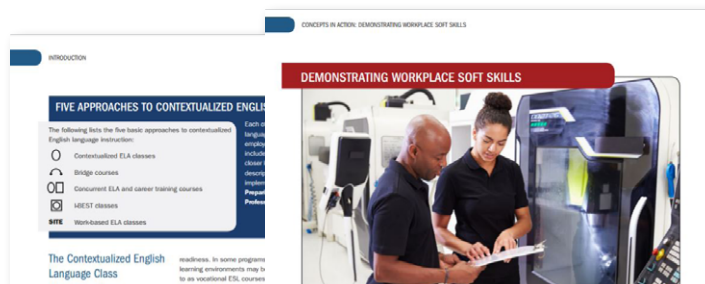 INTRODUCTION
FIVE APPROACHES TO CONTEXTUALIZED
The following lists the five basic approaches to contextualized
English language instruction:
Contextualized ELA classes
Bridge courses
Concurrent ELA and career training courses
I-BEST classes
SITE Work-based ELA classes
Each
The Contextualized English
Language Class
readiness. In some
learning environments may
to as vocational ESL courses
CONCEPTS IN ACTION: DEMONSTRATING WORKPLACE SOFT SKILLS
DEMONSTRATING WORKPLACE SOFT SKILLS